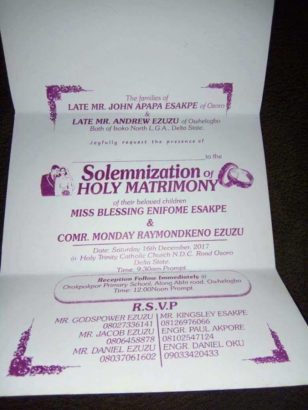 The families of
LATE MR. JOHN APAPA ESAKPE of Ozoro
&
LATE MR. ANDREW EZUZU of Owhelogbo
Both of Isoko North L.G.A., Delta State.
Joyfully request the presence of
to the
Solemnization of
HOLY MATRIMONY
of their beloved children
MISS BLESSING ENIFOME ESAKPE
&
COMR. MONDAY RAYMONDKENO EZUZU
Date: Saturday, 16th December, 2017
@ Holy Trinity Catholic Church N.D.C. Road Ozoro
Delta State.
Time: 9:30am Prompt.
Reception Follow Immediately @
Otokpakpor Primary School, Along Abbi road, Owhelogbo
Time: 12:00Noon Prompt.
R.S.V.P
MR. GODSPOWER EZUZU
08027336141
MR. JACOB EZUZU
0806458878
MR. DANIEL EZUZU
08037061602
MR. KINGSLEY ESAKPE
08126976066
ENGR. PAUL AKPORE
08102547124
ENGR. DANIEL OKU
09033420433